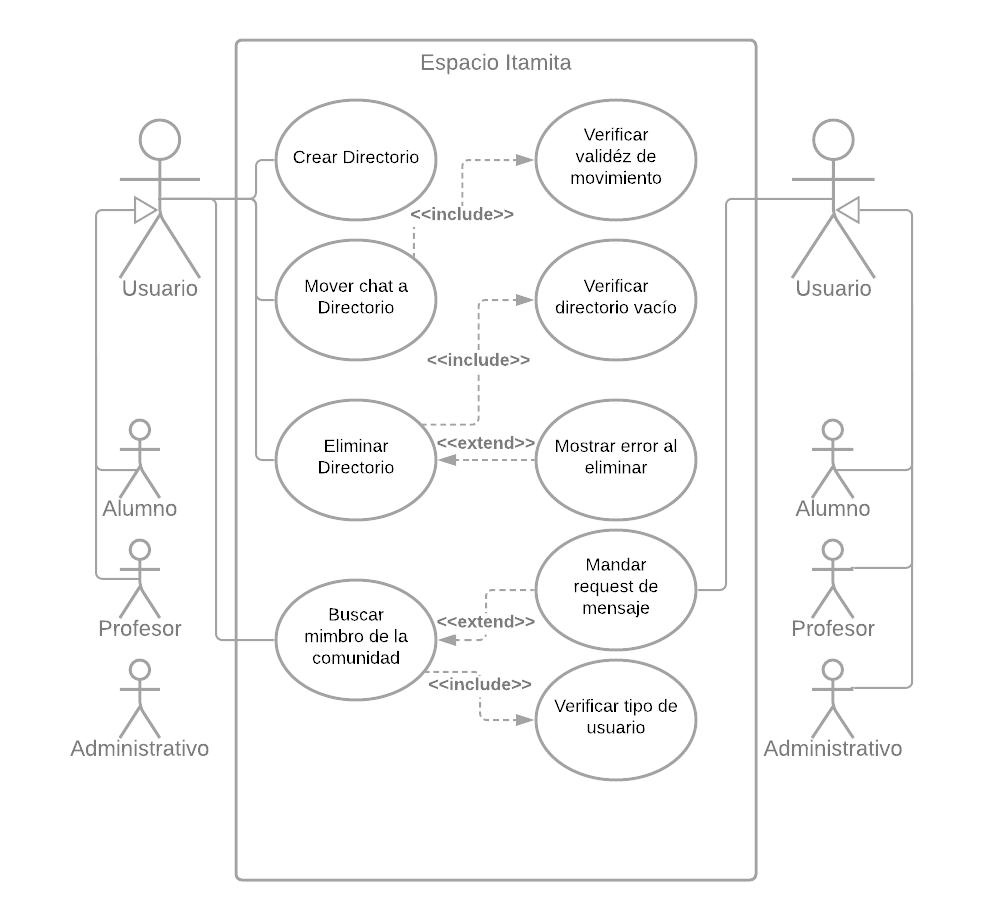 Espacio Itamita
Crear Directorio
Verificar
validéz de
movimiento
<<include>>
Usuario
Mover chat a
Directorio
Verificar
directorio vacío
Usuario
<<include>>
Eliminar
Directorio
<<extend>>
Mostrar error al
eliminar
Alumno
Alumno
Mandar
request de
mensaje
Profesor
Buscar
mimbro de la
comunidad
<<extend>>
Profesor
<<include>>
Verificar tipo de
usuario
Administrativo
Administrativo